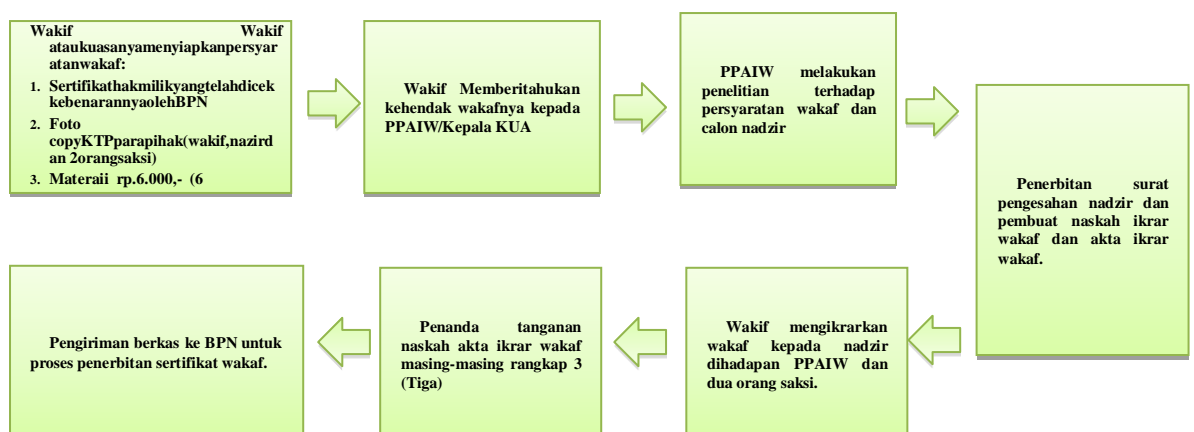 Wakif Wakif
ataukuasanyamenyiapkanpersyar
atanwakaf:
1. Sertifikathakmilikyangtelahdicek
kebenarannyaolehBPN
2. Foto
copyKTPparapihak(wakif,nazird
an 2orangsaksi)
3. Materaii rp.6.000,- (6
Wakif Memberitahukan
kehendak wakafnya kepada
PPAIW/Kepala KUA
PPAIW melakukan
penelitian terhadap
persyaratan wakaf dan
calon nadzir
Penerbitan surat
pengesahan nadzir dan
pembuat naskah ikrar
wakaf dan akta ikrar
wakaf.
Wakif mengikrarkan
wakaf kepada nadzir
dihadapan PPAIW dan
dua orang saksi.
Penanda tanganan
naskah akta ikrar wakaf
masing-masing rangkap 3
(Tiga)
Pengiriman berkas ke BPN untuk
proses penerbitan sertifikat wakaf.